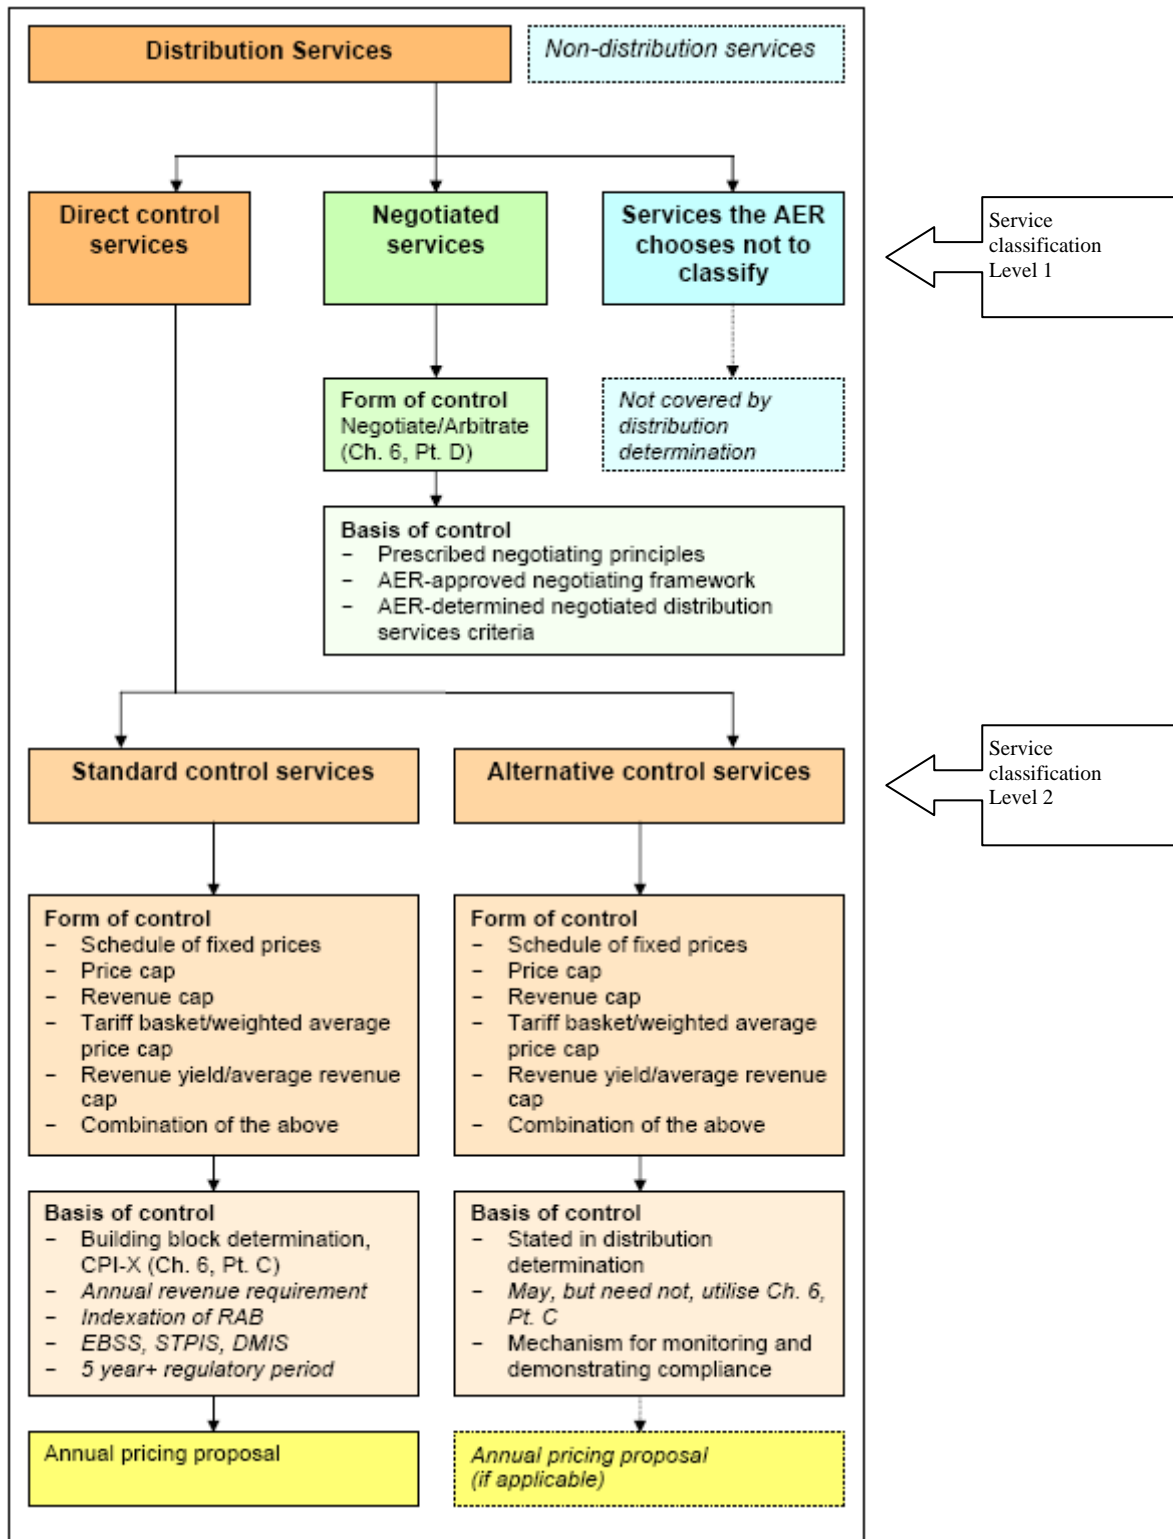 Distribution Services
Non-distribution services
Direct control
services
Negotiated
services
Services the AER
chooses not to
classify
Service
classification
Level 1
Form of control
Negotiate/Arbitrate
(Ch. 6, Pt. D)
Not covered by
distribution
determination
Basis of control
– Prescribed negotiating principles
– AER-approved negotiating framework
– AER-determined negotiated distribution
services criteria
Standard control services
Alternative control services
Service
classification
Level 2
Form of control
– Schedule of fixed prices
– Price cap
– Revenue cap
– Tariff basket/weighted average
price cap
– Revenue yield/average revenue
cap
– Combination of the above
Form of control
– Schedule of fixed prices
– Price cap
– Revenue cap
– Tariff basket/weighted average
price cap
– Revenue yield/average revenue
cap
– Combination of the above
Basis of control
– Building block determination,
CPI-X (Ch. 6, Pt. C)
– Annual revenue requirement
– Indexation of RAB
– EBSS, STPIS, DMIS
– 5 year+ regulatory period
Basis of control
– Stated in distribution
determination
– May, but need not, utilise Ch. 6,
Pt. C
– Mechanism for monitoring and
demonstrating compliance
Annual pricing proposal
Annual pricing proposal
(if applicable)